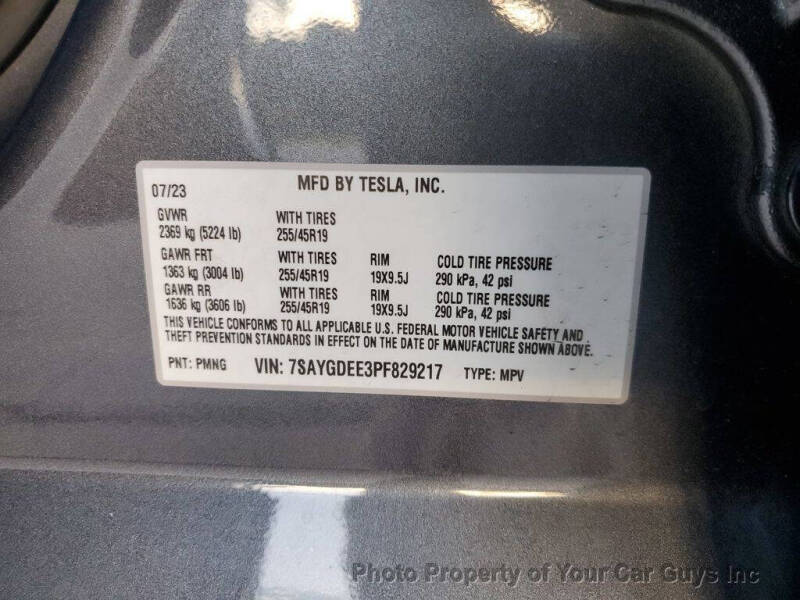 07/23 MFD BY TESLA, INC.
GVWR WITH TIRES
2369 kg (5224 lb) 255/45R19
GAWR FRT WITH TIRES RIM COLD TIRE PRESSURE
1363 kg (3004 lb) 255/45R19 19X9.5J 290 kPa, 42 psi
GAWR RR WITH TIRES RIM COLD TIRE PRESSURE
1636 kg (3606 lb) 255/45R19 19X9.5J 290 kPa, 42 psi
THIS VEHICLE CONFORMS TO ALL APPLICABLE U.S. FEDERAL MOTOR VEHICLE SAFETY AND
THEFT PREVENTION STANDARDS IN EFFECT ON THE DATE OF MANUFACTURE SHOWN ABOVE.
PNT: PMNG VIN: 7SAYGDEE3PF829217 TYPE: MPV
Photo Property of Your Car Guys Inc